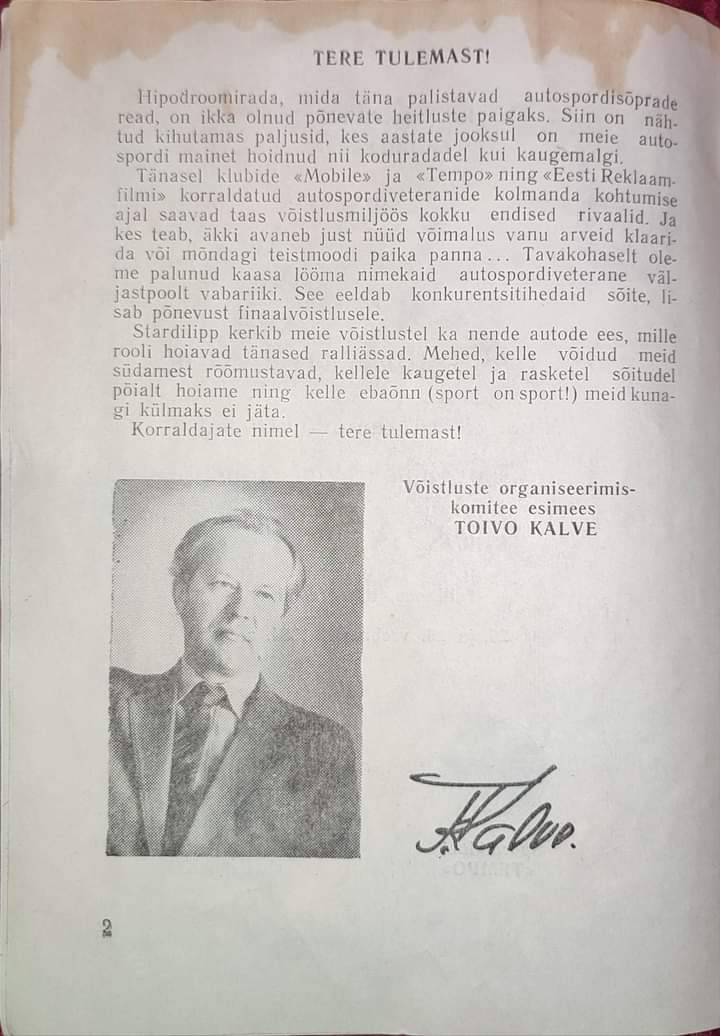 TERE TULEMAST!
Hipodroomirada, mida täna palistavad autospordisõprade
read, on ikka olnud põnevate heitluste paigaks. Siin on näh-
tud kihutamas paljusid, kes aastate jooksul on meie auto-
spordi mainet hoidnud nii koduradadel kui kaugemalgi.
Tänasel klubide «Mobile» ja «Tempo» ning «Eesti Reklaam-
filmi» korraldatud autospordiveteranide kolmanda kohtumise
ajal saavad taas võistlusmiljöös kokku endised rivaalid. Ja
kes teab, äkki avaneb just nüüd võimalus vanu arveid klaari-
da või mõndagi teistmoodi paika panna... Tavakohaselt ole-
me palunud kaasa lööma nimekaid autospordiveterane väl-
jastpoolt vabariiki. See eeldab konkurentsitihedaid sõite, li-
sab põnevust finaalvõistlusele.
Stardilipp kerkib meie võistlustel ka nende autode ees, mille
rooli hoiavad tänased ralliässad. Mehed, kelle võidud meid
südamest rõõmustavad, kellele kaugetel ja rasketel sõitudel
pöialt hoiame ning kelle ebaõnn (sport on sport!) meid kuna-
gi külmaks ei jäta.
Korraldajate nimel — tere tulemast!
Võistluste organiseerimis-
komitee esimees
TOIVO KALVE
T. Kalve.
2